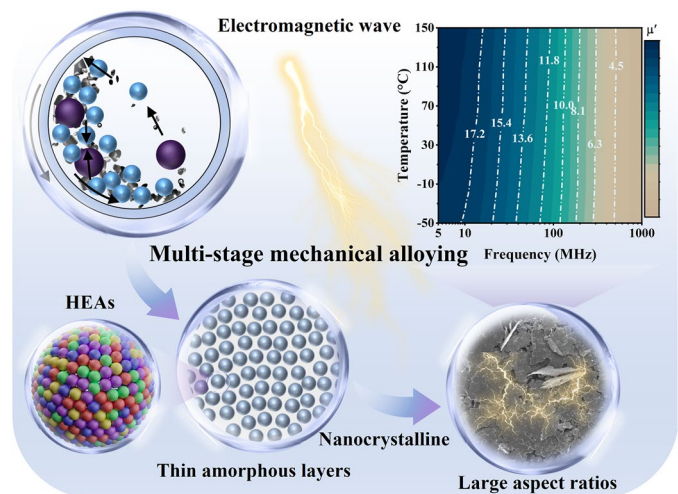 Electromagnetic wave
150
110
70
30
-10
-50
Temperature (°C)
17.2
15.4
13.6
11.8
10.0
8.1
6.3
4.5
μ′
5
10
100
1000
Frequency (MHz)
Multi-stage mechanical alloying
HEAs
Thin amorphous layers
Nanocrystalline
Large aspect ratios